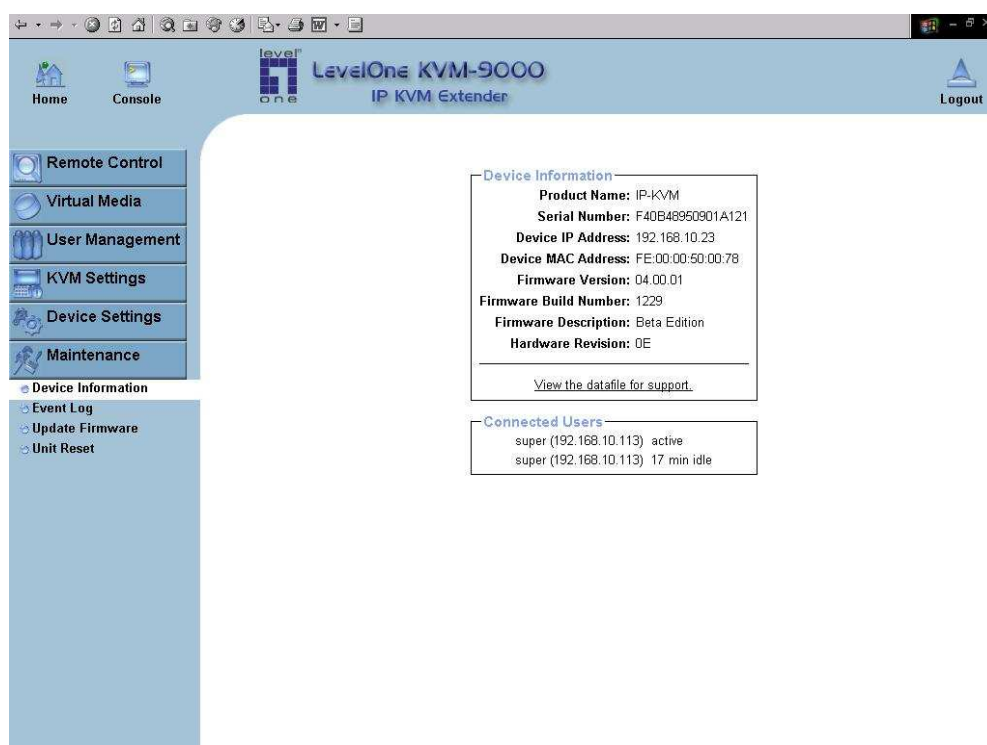 level
one
LevelOne KVM-9000
IP KVM Extender
Home
Console
Logout
Remote Control
Virtual Media
User Management
KVM Settings
Device Settings
Maintenance
Device Information
Event Log
Update Firmware
Unit Reset
Device Information
Product Name: IP-KVM
Serial Number: F40B48950901A121
Device IP Address: 192.168.10.23
Device MAC Address: FE:00:00:50:00:78
Firmware Version: 04.00.01
Firmware Build Number: 1229
Firmware Description: Beta Edition
Hardware Revision: 0E
View the datafile for support.
Connected Users
super (192.168.10.113) active
super (192.168.10.113) 17 min idle